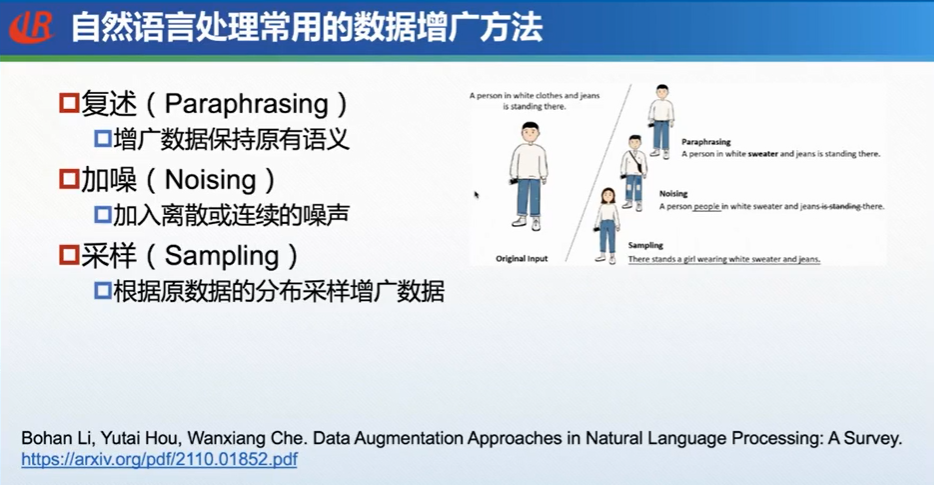 自然语言处理常用的数据增广方法
复述（Paraphrasing）
增广数据保持原有语义
加噪（Noising）
加入离散或连续的噪声
采样（Sampling）
根据原数据的分布采样增广数据
A person in white clothes and jeans
is standing there.
Original Input
Paraphrasing
A person in white sweater and jeans is standing there.
Noising
A person people in white sweater and jeans is standing there.
Sampling
There stands a girl wearing white sweater and jeans.
Bohan Li, Yutai Hou, Wanxiang Che. Data Augmentation Approaches in Natural Language Processing: A Survey.
https://arxiv.org/pdf/2110.01852.pdf